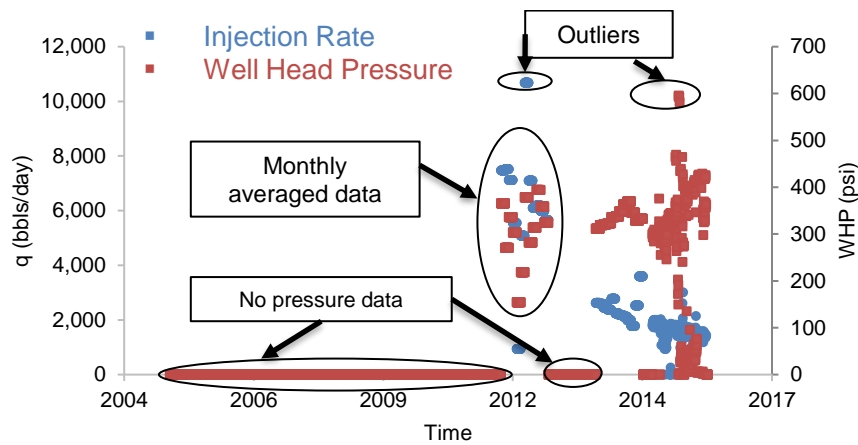 Injection Rate
Well Head Pressure
Outliers
Monthly
averaged data
No pressure data
q (bbls/day)
12,000
10,000
8,000
6,000
4,000
2,000
0
WHP (psi)
700
600
500
400
300
200
100
0
2004
2006
2009
2012
2014
2017
Time